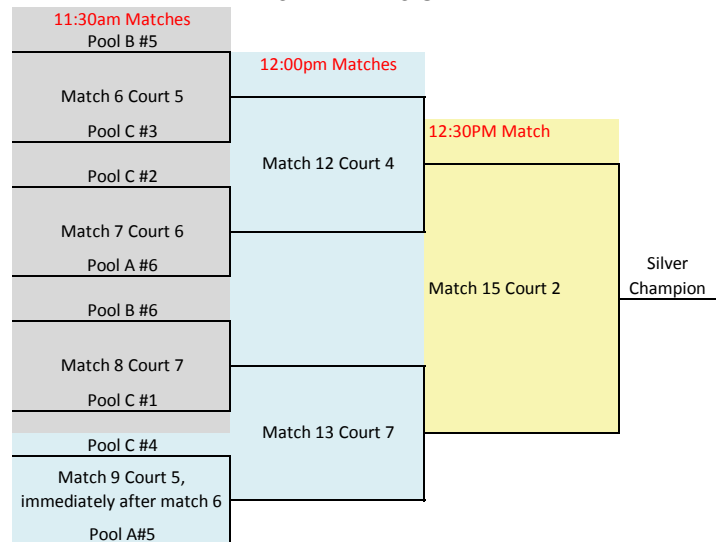 11:30am Matches
Pool B #5
Match 6 Court 5
Pool C #3
Pool C #2
Match 7 Court 6
Pool A #6
Pool B #6
Match 8 Court 7
Pool C #1
Pool C #4
Match 9 Court 5,
immediately after match 6
Pool A#5
12:00pm Matches
Match 12 Court 4
Match 13 Court 7
12:30PM Match
Match 15 Court 2
Silver
Champion